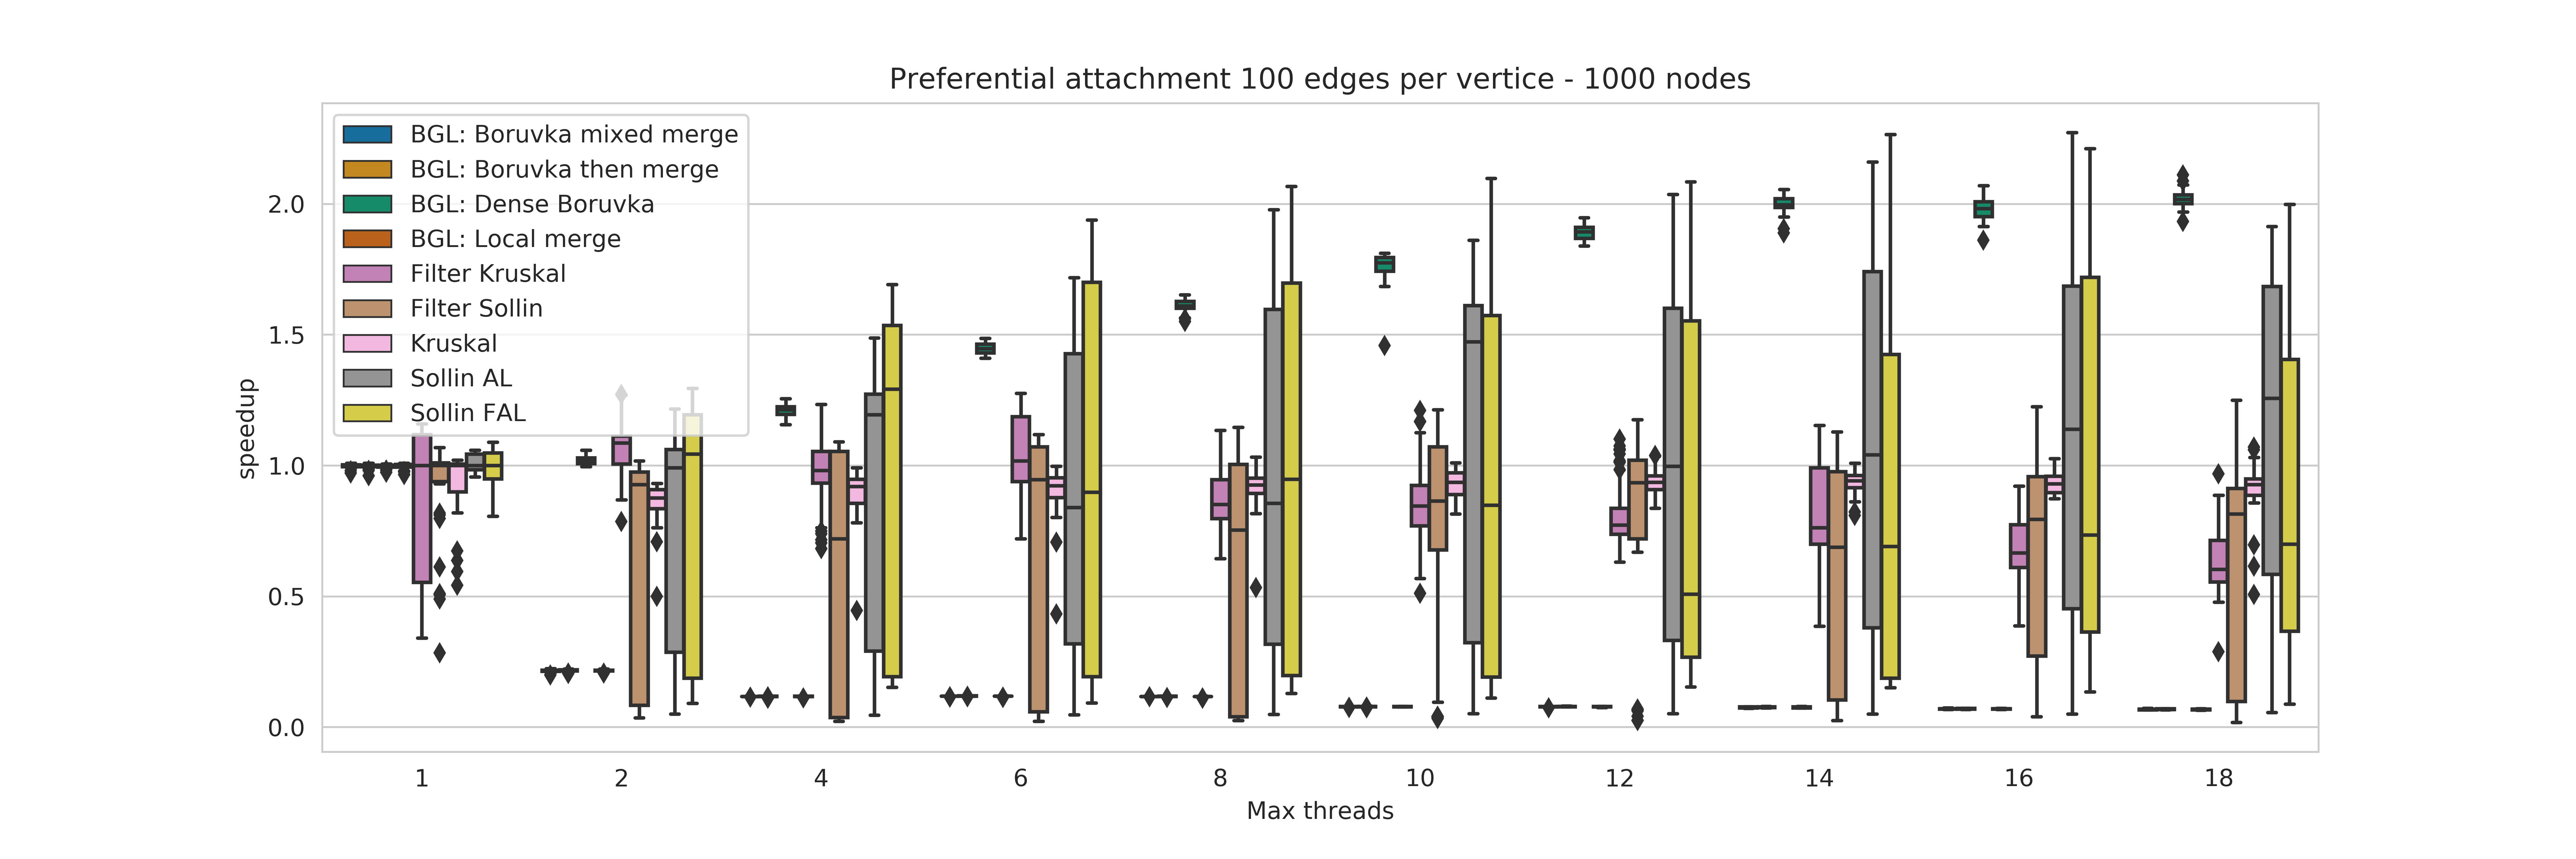 Preferential attachment 100 edges per vertice - 1000 nodes
BGL: Boruvka mixed merge
BGL: Boruvka then merge
BGL: Dense Boruvka
BGL: Local merge
Filter Kruskal
Filter Sollin
Kruskal
Sollin AL
Sollin FAL
speedup
2.0
1.5
1.0
0.5
0.0
1 2 4 6 8 10 12 14 16 18
Max threads